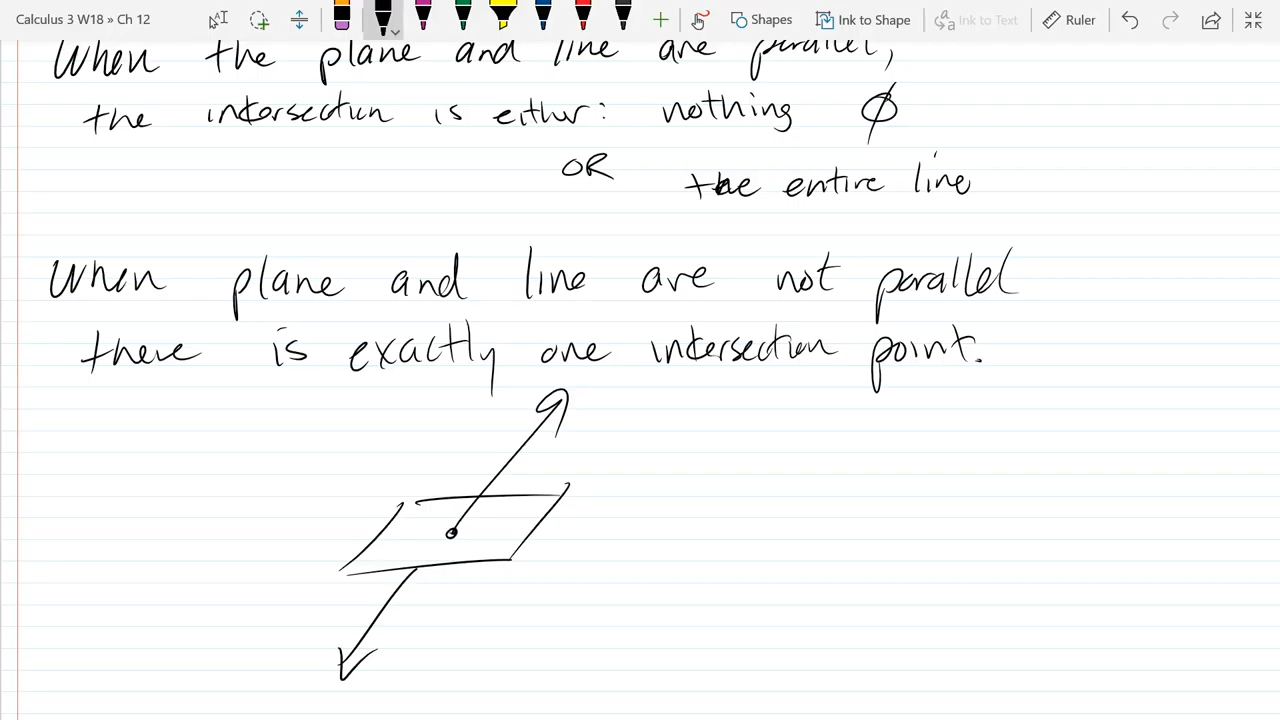 Calculus 3 W18 » Ch 12
Shapes
Ink to Shape
Ink to Text
Ruler
When the plane and line are parallel,
the intersection is either: nothing ∅
OR the entire line
When plane and line are not parallel
there is exactly one intersection point.